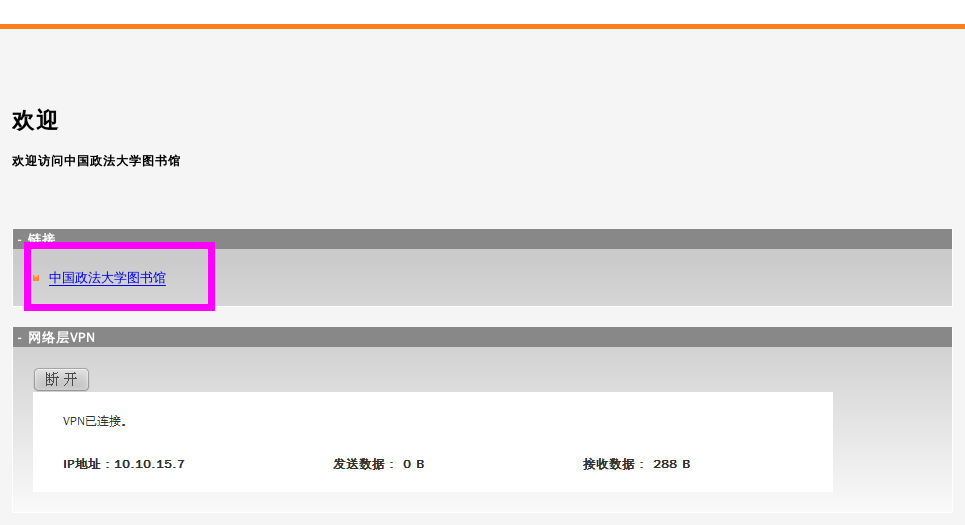 欢迎
欢迎访问中国政法大学图书馆
- 链接
中国政法大学图书馆
- 网络层VPN
断开
VPN已连接。
IP地址：10.10.15.7 发送数据： 0 B 接收数据： 288 B